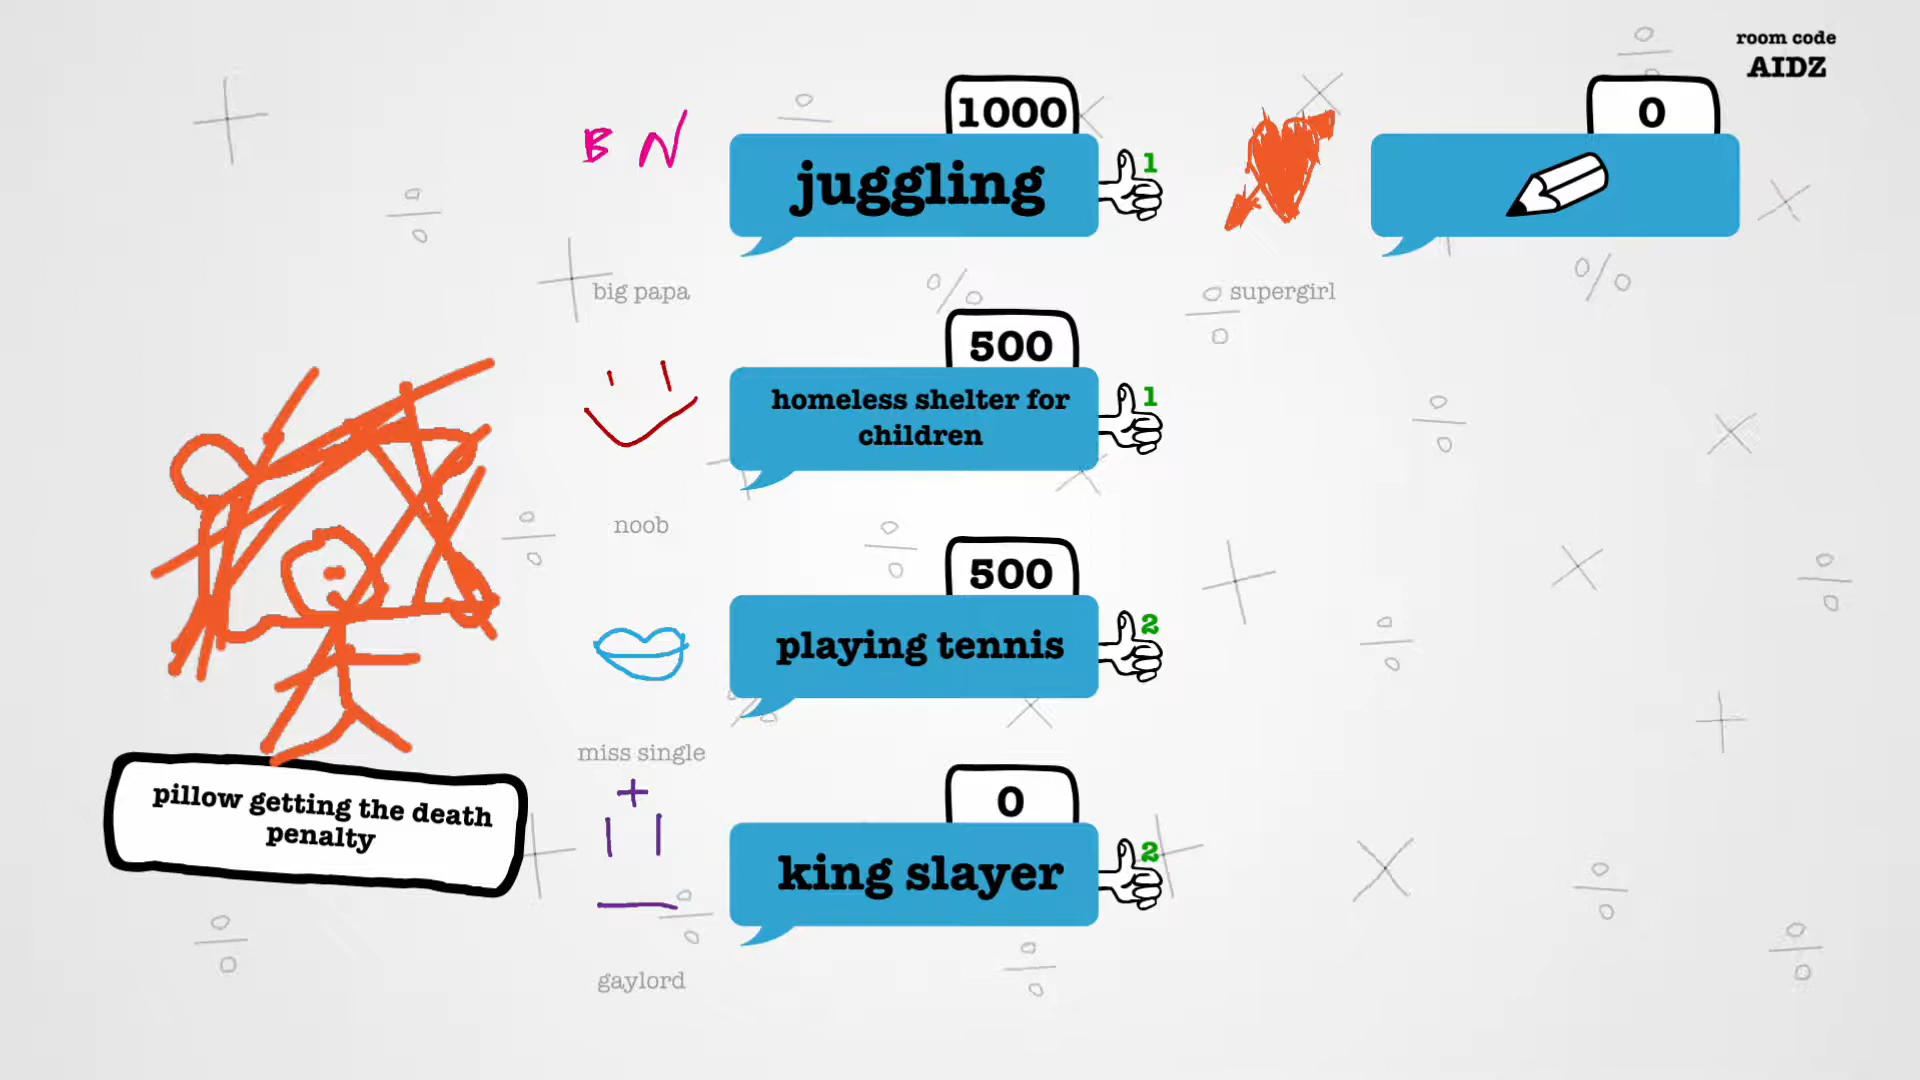 room code
AIDZ
1000
B N
juggling
1
big papa
0
supergirl
500
homeless shelter for
children
1
noob
500
playing tennis
2
miss single
0
king slayer
2
gaylord
pillow getting the death
penalty